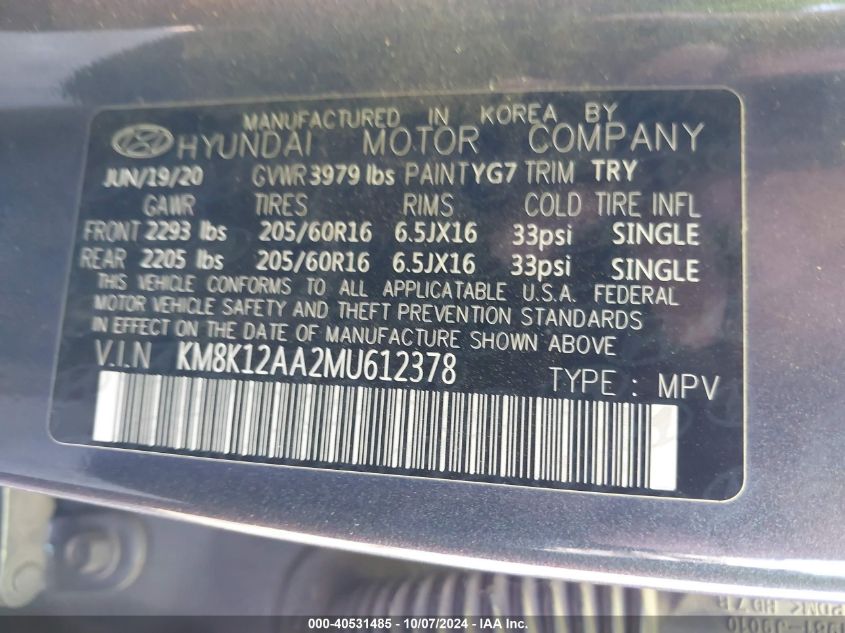 MANUFACTURED IN KOREA BY
HYUNDAI MOTOR COMPANY
JUN/19/20 GVWR 3979 lbs PAINT YG7 TRIM TRY
GAWR TIRES RIMS COLD TIRE INFL
FRONT 2293 lbs 205/60R16 6.5JX16 33psi SINGLE
REAR 2205 lbs 205/60R16 6.5JX16 33psi SINGLE
THIS VEHICLE CONFORMS TO ALL APPLICATABLE U.S.A. FEDERAL
MOTOR VEHICLE SAFETY AND THEFT PREVENTION STANDARDS
IN EFFECT ON THE DATE OF MANUFACTURE SHOWN ABOVE
V.I.N KM8K12AA2MU612378
TYPE : MPV
000-40531485 - 10/07/2024 - IAAI, Inc.